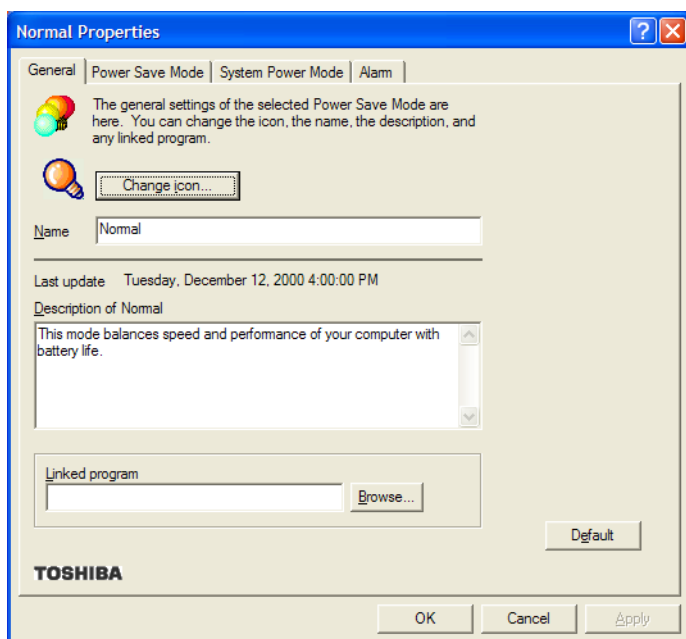 Normal Properties
General Power Save Mode System Power Mode Alarm
The general settings of the selected Power Save Mode are
here. You can change the icon, the name, the description, and
any linked program.
Change icon...
Name Normal
Last update Tuesday, December 12, 2000 4:00:00 PM
Description of Normal
This mode balances speed and performance of your computer with
battery life.
Linked program
Browse...
Default
TOSHIBA
OK Cancel Apply